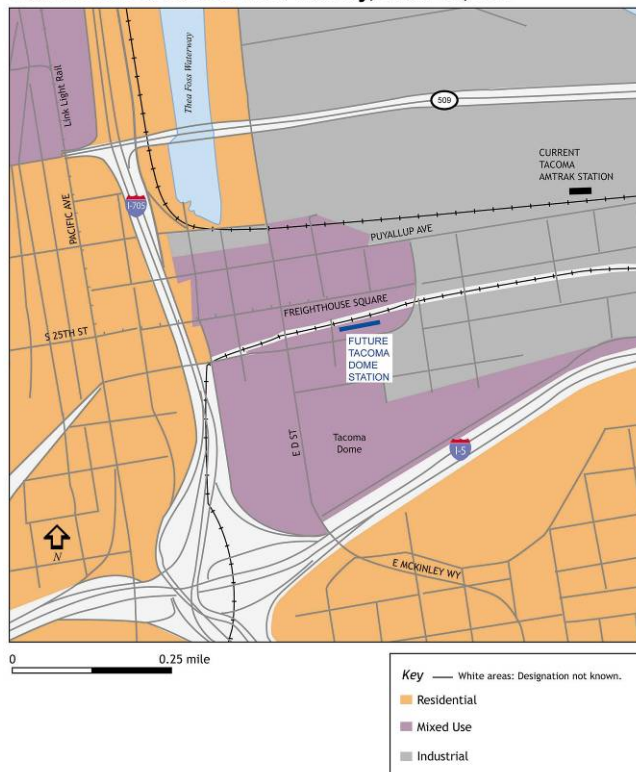 Link Light Rail
Thea Foss Waterway
509
CURRENT
TACOMA
AMTRAK STATION
I-705
PACIFIC AVE
PUYALLUP AVE
FREIGHTHOUSE SQUARE
S 25TH ST
FUTURE
TACOMA
DOME
STATION
E D ST
Tacoma
Dome
I-5
N
E MCKINLEY WY
0 0.25 mile
Key — White areas: Designation not known.
Residential
Mixed Use
Industrial